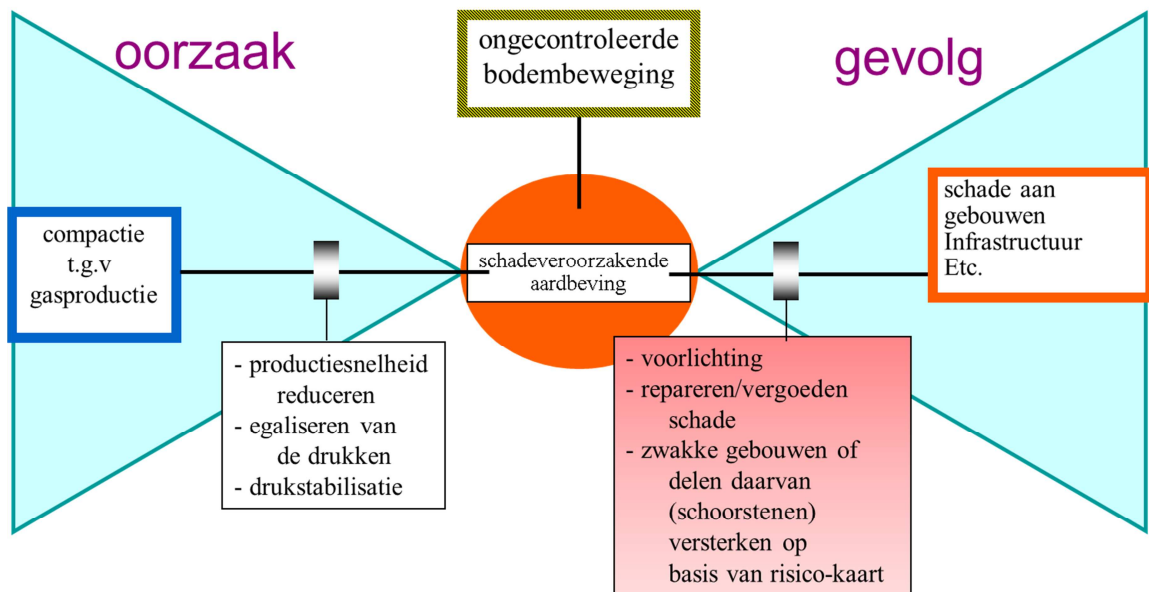 oorzaak
ongecontroleerde
bodembeweging
gevolg
compactie
t.g.v
gasproductie
schadeveroorzakende
aardbeving
schade aan
gebouwen
Infrastructuur
Etc.
- productiesnelheid
reduceren
- egaliseren van
de drukken
- drukstabilisatie
- voorlichting
- repareren/vergoeden
schade
- zwakke gebouwen of
delen daarvan
(schoorstenen)
versterken op
basis van risico-kaart